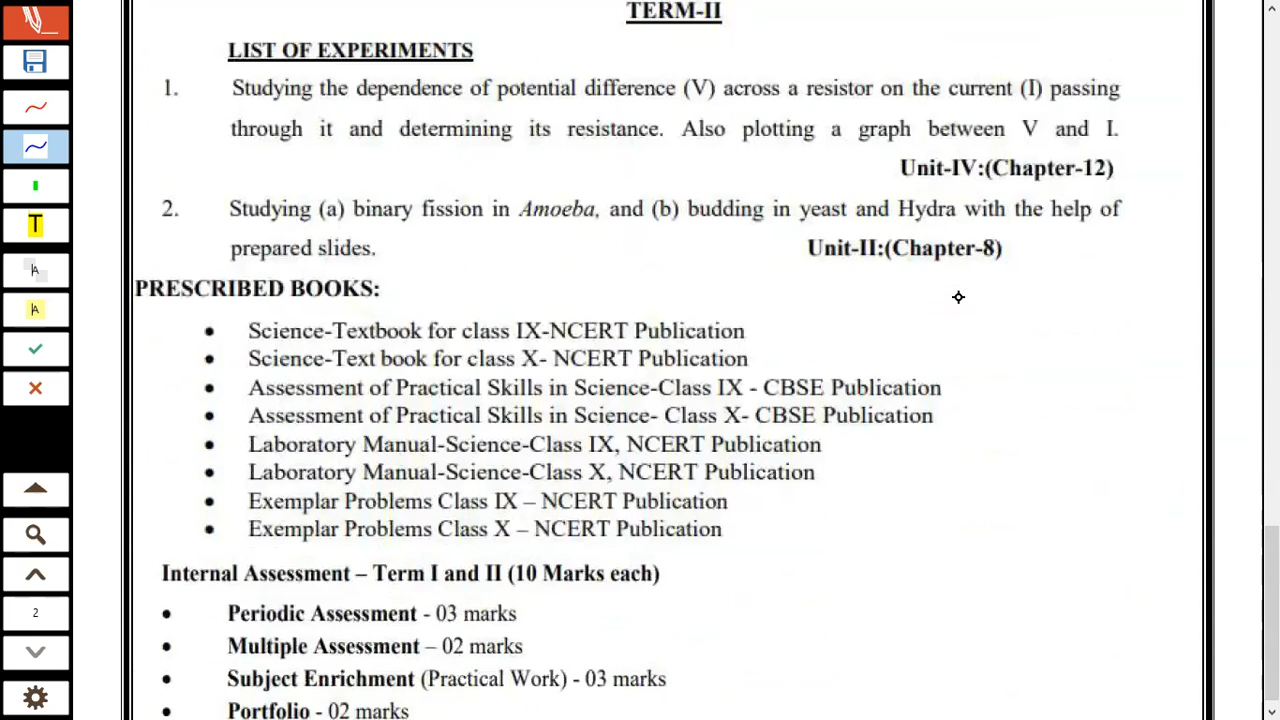 TERM-II
LIST OF EXPERIMENTS
1. Studying the dependence of potential difference (V) across a resistor on the current (I) passing
through it and determining its resistance. Also plotting a graph between V and I.
Unit-IV:(Chapter-12)
2. Studying (a) binary fission in Amoeba, and (b) budding in yeast and Hydra with the help of
prepared slides. Unit-II:(Chapter-8)
PRESCRIBED BOOKS:
• Science-Textbook for class IX-NCERT Publication
• Science-Text book for class X- NCERT Publication
• Assessment of Practical Skills in Science-Class IX - CBSE Publication
• Assessment of Practical Skills in Science- Class X- CBSE Publication
• Laboratory Manual-Science-Class IX, NCERT Publication
• Laboratory Manual-Science-Class X, NCERT Publication
• Exemplar Problems Class IX – NCERT Publication
• Exemplar Problems Class X – NCERT Publication
Internal Assessment – Term I and II (10 Marks each)
• Periodic Assessment - 03 marks
• Multiple Assessment – 02 marks
• Subject Enrichment (Practical Work) - 03 marks
• Portfolio - 02 marks
T
A
A
2